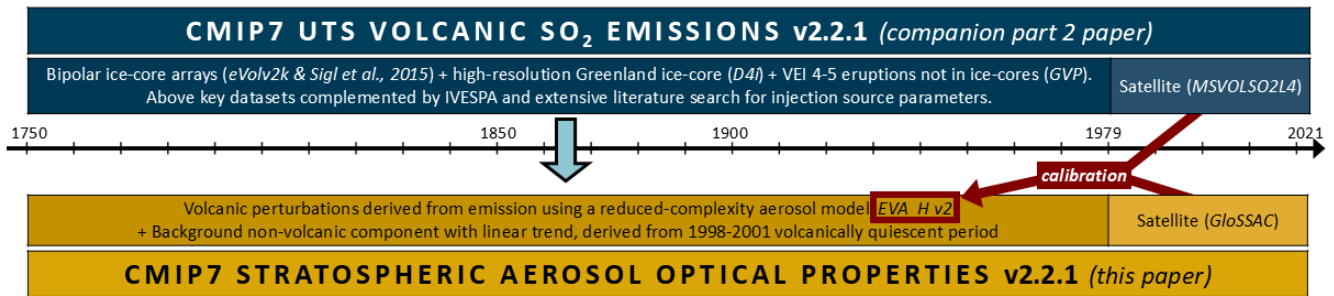 CMIP7 UTS VOLCANIC SO₂ EMISSIONS v2.2.1 (companion part 2 paper)
Bipolar ice-core arrays (eVolv2k & Sigl et al., 2015) + high-resolution Greenland ice-core (D4i) + VEI 4-5 eruptions not in ice-cores (GVP).
Above key datasets complemented by IVESPA and extensive literature search for injection source parameters.
Satellite (MSVOLSO2L4)
1750 1850 1900 1979 2021
calibration
Volcanic perturbations derived from emission using a reduced-complexity aerosol model EVA_H v2
+ Background non-volcanic component with linear trend, derived from 1998-2001 volcanically quiescent period
Satellite (GloSSAC)
CMIP7 STRATOSPHERIC AEROSOL OPTICAL PROPERTIES v2.2.1 (this paper)